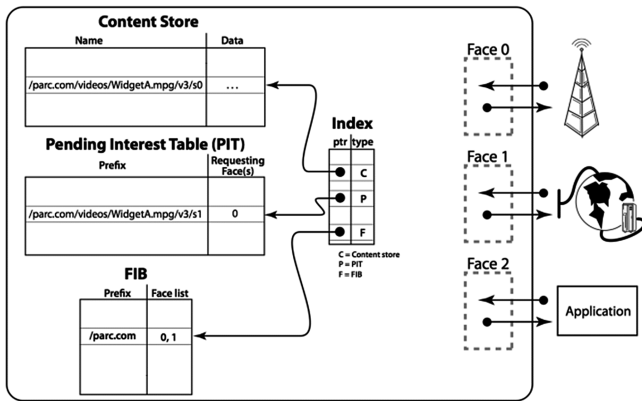 Content Store
Name Data
/parc.com/videos/WidgetA.mpg/v3/s0 ...
Pending Interest Table (PIT)
Prefix Requesting Face(s)
/parc.com/videos/WidgetA.mpg/v3/s1 0
FIB
Prefix Face list
/parc.com 0, 1
Index
ptr type
C
P
F
C = Content store
P = PIT
F = FIB
Face 0
Face 1
Face 2
Application